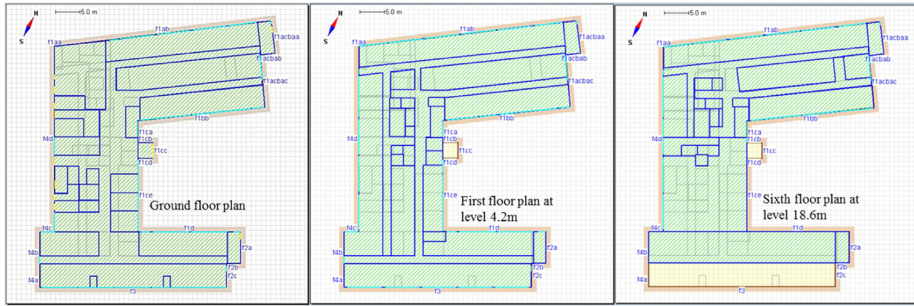 N
S
5.0 m
f1ab
f1aa
f1acbaa
f1acbab
f1acbac
f1bb
f1ca
f1cb
f1cc
f1cd
f4d
f1ce
Ground floor plan
f4c
f1d
f4b
f2a
f2b
f4a
f2c
f3
N
S
5.0 m
f1ab
f1aa
f1acbaa
f1acbab
f1acbac
f1bb
f1ca
f1cb
f1cc
f1cd
f4d
f1ce
First floor plan at
level 4.2m
f4c
f1d
f4b
f2a
f2b
f4a
f2c
f3
N
S
5.0 m
f1ab
f1aa
f1acbaa
f1acbab
f1acbac
f1bb
f1ca
f1cb
f1cc
f1cd
f4d
f1ce
Sixth floor plan at
level 18.6m
f4c
f1d
f4b
f2a
f2b
f4a
f2c
f3